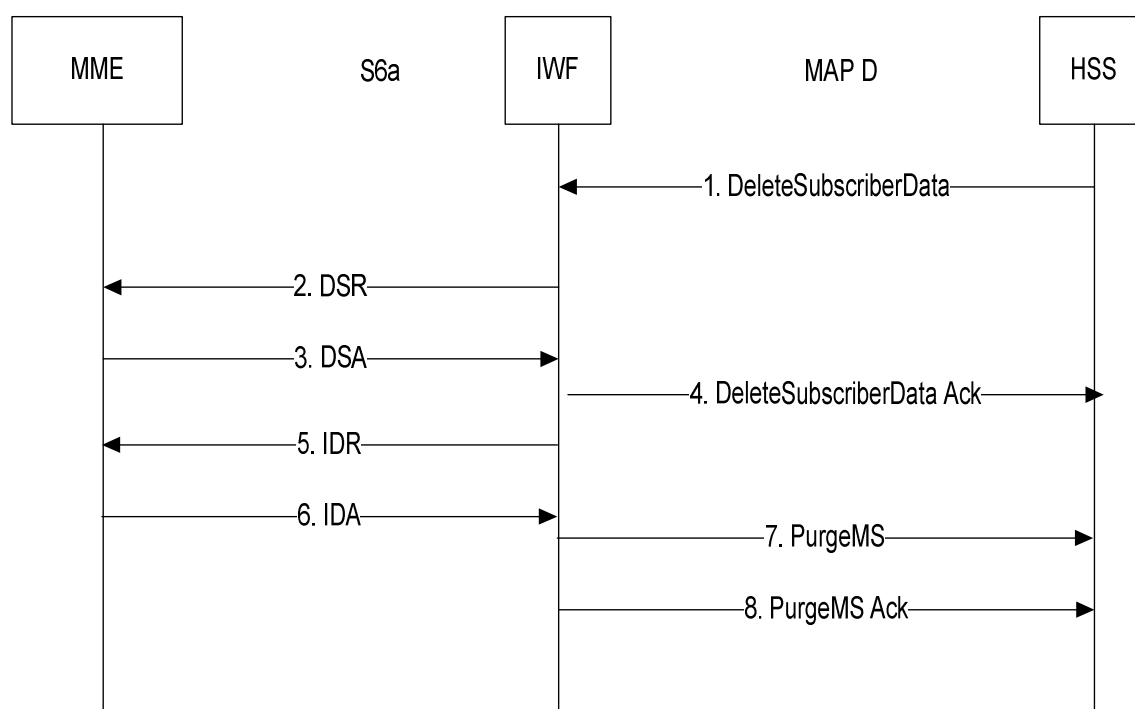 MME
S6a
IWF
MAP D
HSS
1. DeleteSubscriberData
2. DSR
3. DSA
4. DeleteSubscriberData Ack
5. IDR
6. IDA
7. PurgeMS
8. PurgeMS Ack